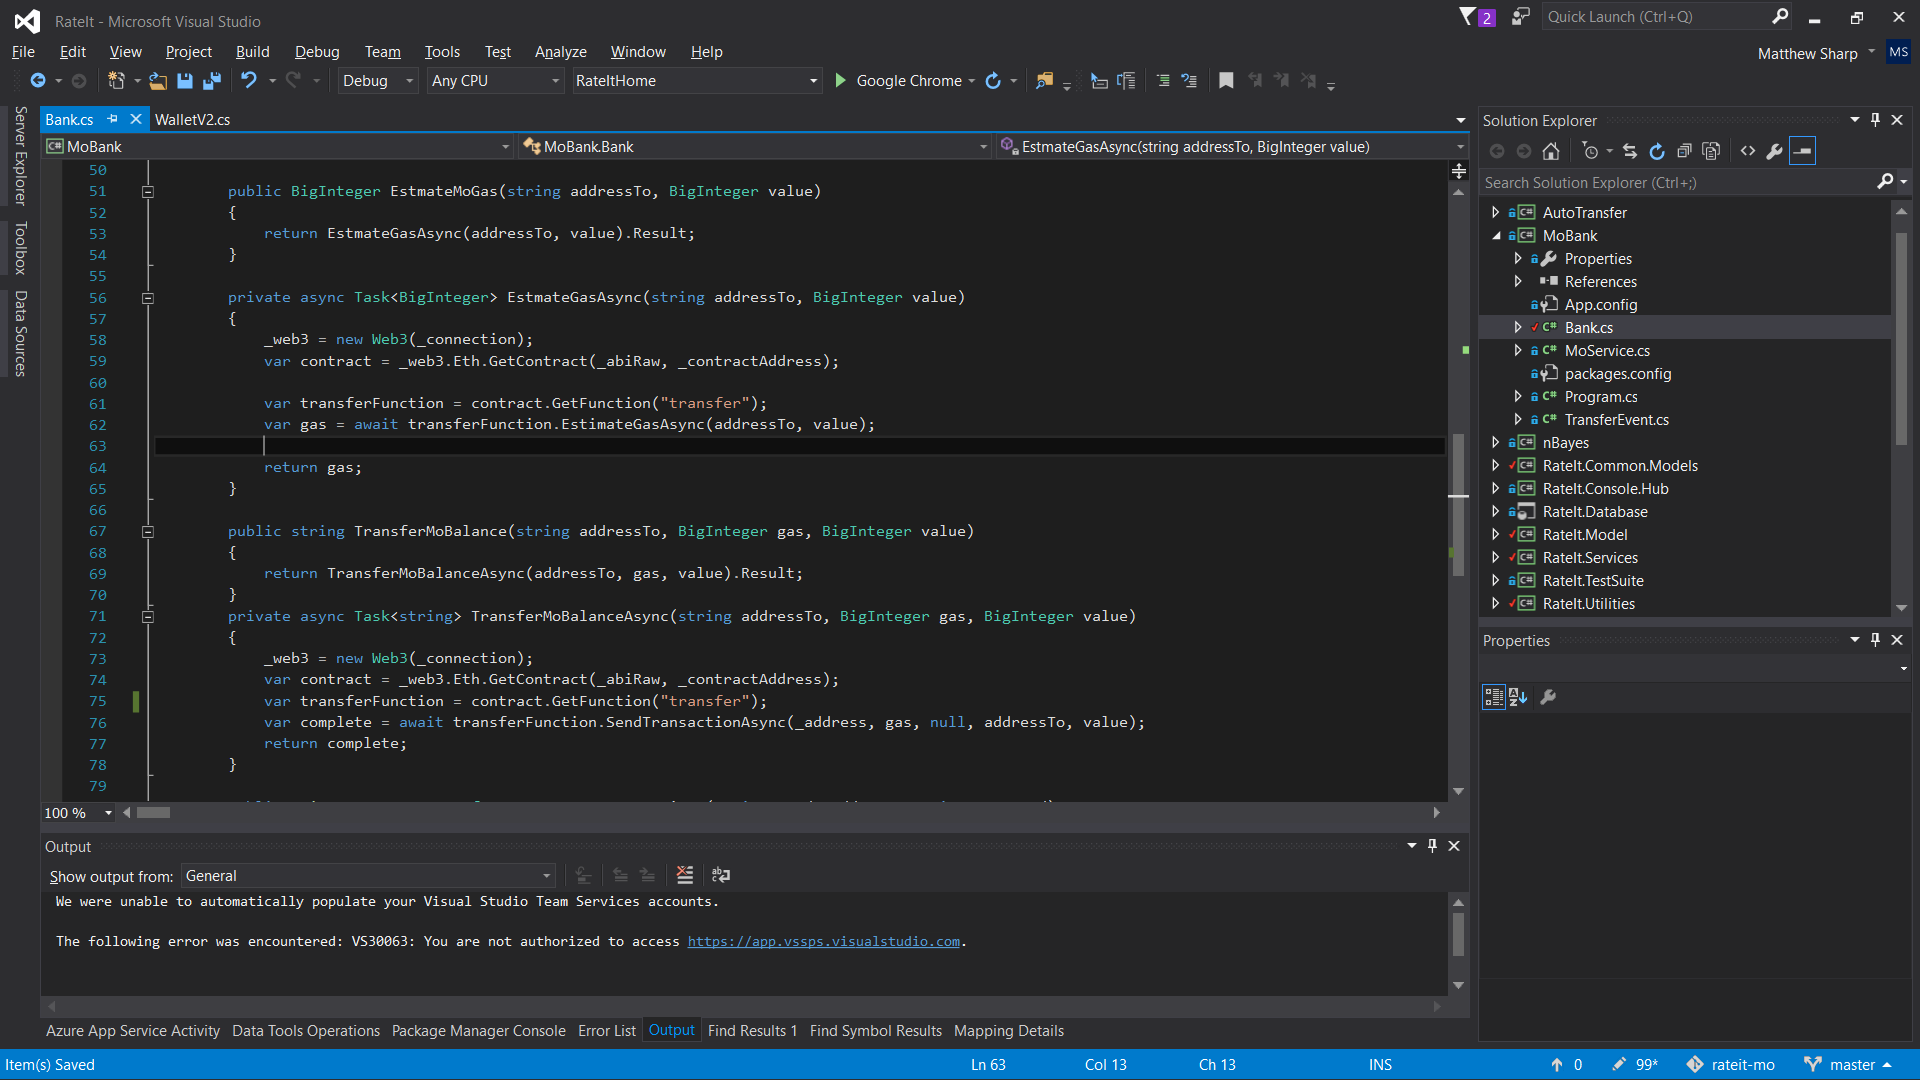 RateIt - Microsoft Visual Studio
2
Quick Launch (Ctrl+Q)
File Edit View Project Build Debug Team Tools Test Analyze Window Help
Matthew Sharp MS
Debug Any CPU RateItHome Google Chrome
Server Explorer
Toolbox
Data Sources
Bank.cs WalletV2.cs
MoBank MoBank.Bank EstmateGasAsync(string addressTo, BigInteger value)
50
51 public BigInteger EstmateMoGas(string addressTo, BigInteger value)
52 {
53 return EstmateGasAsync(addressTo, value).Result;
54 }
55
56 private async Task<BigInteger> EstmateGasAsync(string addressTo, BigInteger value)
57 {
58 _web3 = new Web3(_connection);
59 var contract = _web3.Eth.GetContract(_abiRaw, _contractAddress);
60
61 var transferFunction = contract.GetFunction("transfer");
62 var gas = await transferFunction.EstimateGasAsync(addressTo, value);
63
64 return gas;
65 }
66
67 public string TransferMoBalance(string addressTo, BigInteger gas, BigInteger value)
68 {
69 return TransferMoBalanceAsync(addressTo, gas, value).Result;
70 }
71 private async Task<string> TransferMoBalanceAsync(string addressTo, BigInteger gas, BigInteger value)
72 {
73 _web3 = new Web3(_connection);
74 var contract = _web3.Eth.GetContract(_abiRaw, _contractAddress);
75 var transferFunction = contract.GetFunction("transfer");
76 var complete = await transferFunction.SendTransactionAsync(_address, gas, null, addressTo, value);
77 return complete;
78 }
79
100 %
Output
Show output from: General
We were unable to automatically populate your Visual Studio Team Services accounts.
The following error was encountered: VS30063: You are not authorized to access https://app.vssps.visualstudio.com.
Azure App Service Activity Data Tools Operations Package Manager Console Error List Output Find Results 1 Find Symbol Results Mapping Details
Solution Explorer
Search Solution Explorer (Ctrl+;)
C# AutoTransfer
C# MoBank
Properties
References
App.config
C# Bank.cs
C# MoService.cs
packages.config
C# Program.cs
C# TransferEvent.cs
C# nBayes
C# RateIt.Common.Models
C# RateIt.Console.Hub
RateIt.Database
C# RateIt.Model
C# RateIt.Services
C# RateIt.TestSuite
C# RateIt.Utilities
Properties
Item(s) Saved Ln 63 Col 13 Ch 13 INS 0 99* rateit-mo master